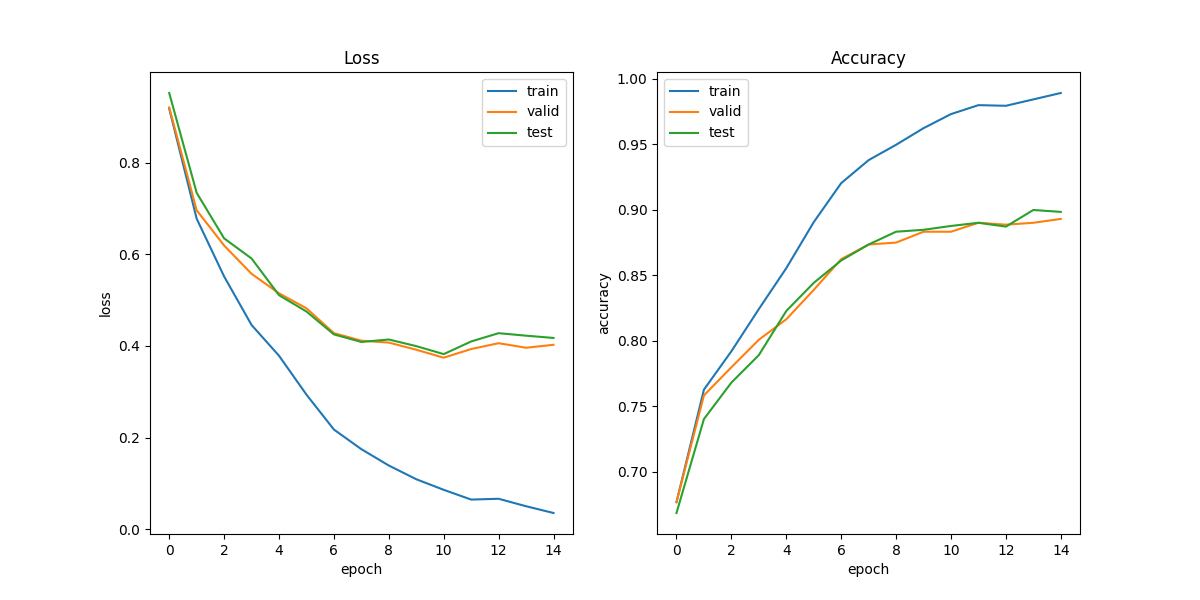 Loss
train
valid
test
0.8
0.6
0.4
0.2
0.0
loss
0 2 4 6 8 10 12 14
epoch
Accuracy
train
valid
test
1.00
0.95
0.90
0.85
0.80
0.75
0.70
accuracy
0 2 4 6 8 10 12 14
epoch